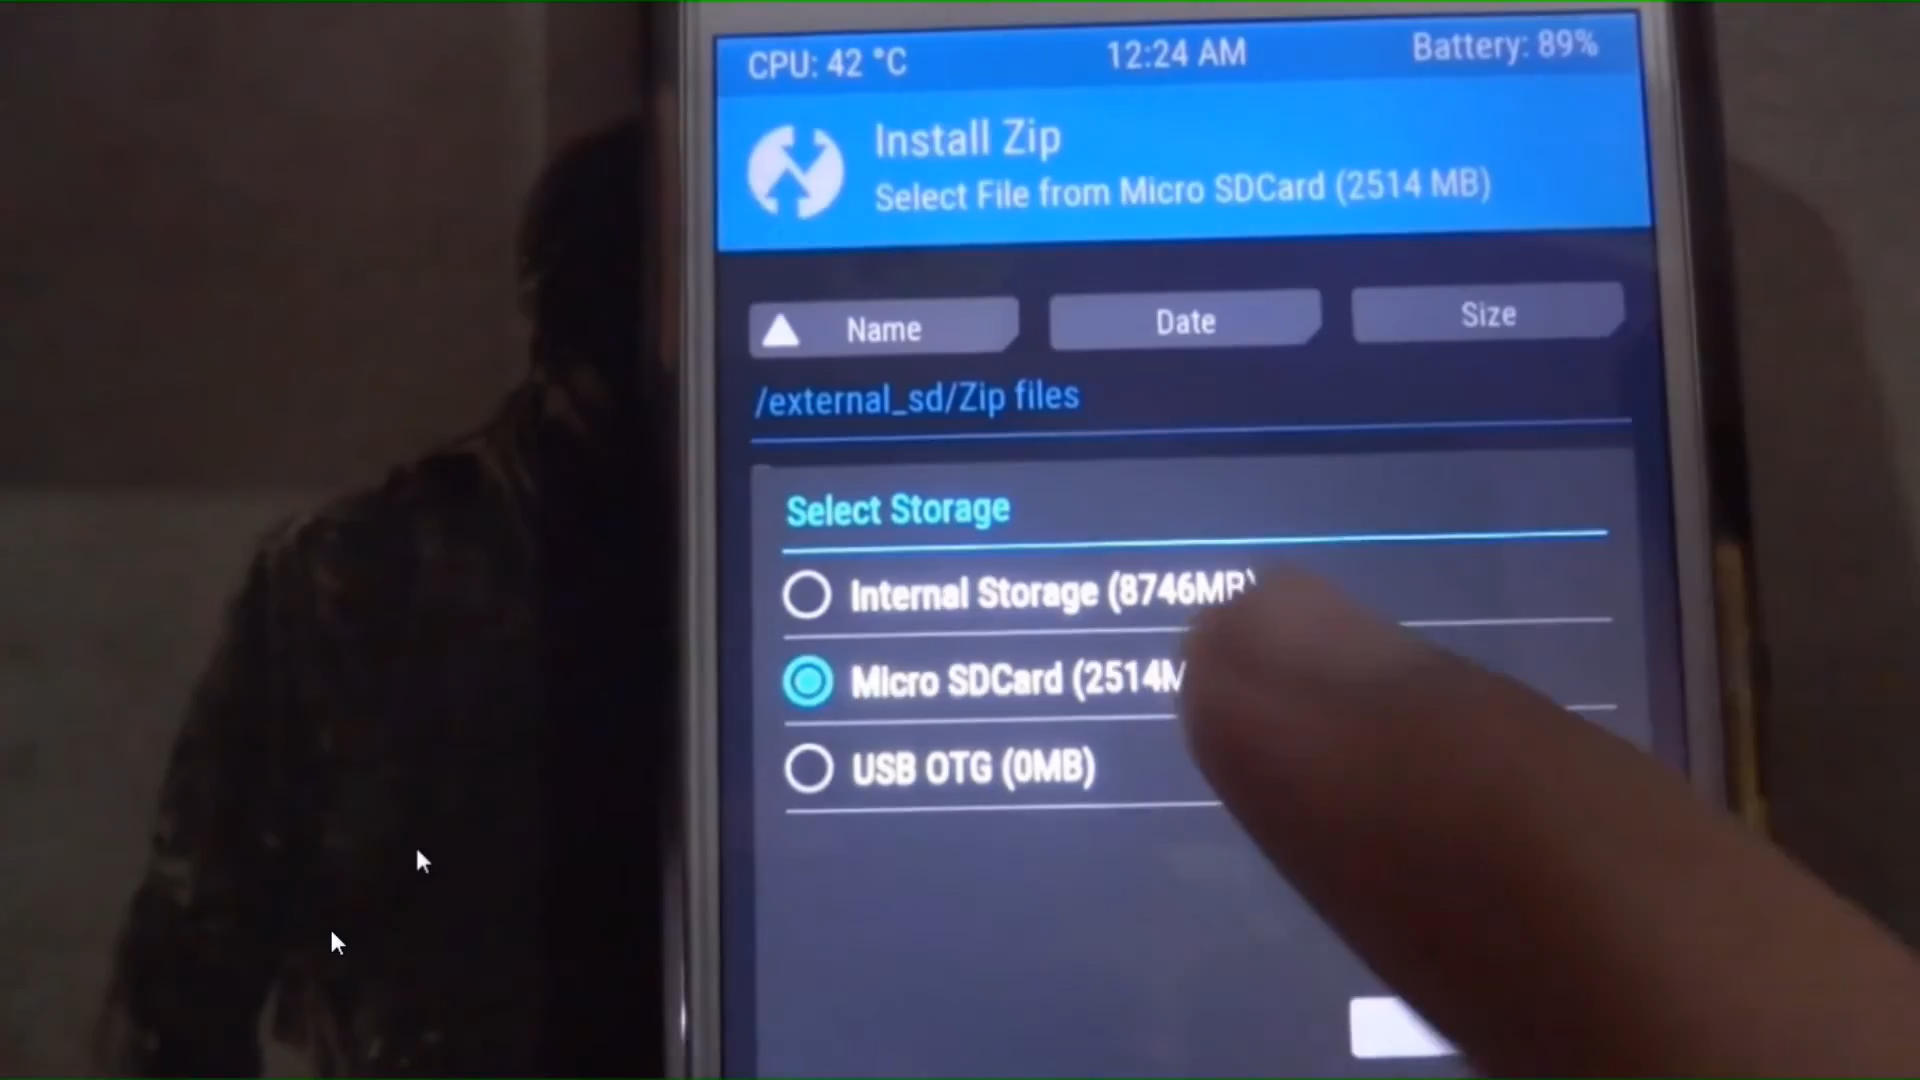 CPU: 42 °C 12:24 AM Battery: 89%
Install Zip
Select File from Micro SDCard (2514 MB)
Name Date Size
/external_sd/Zip files
Select Storage
Internal Storage (8746MB)
Micro SDCard (2514M
USB OTG (0MB)